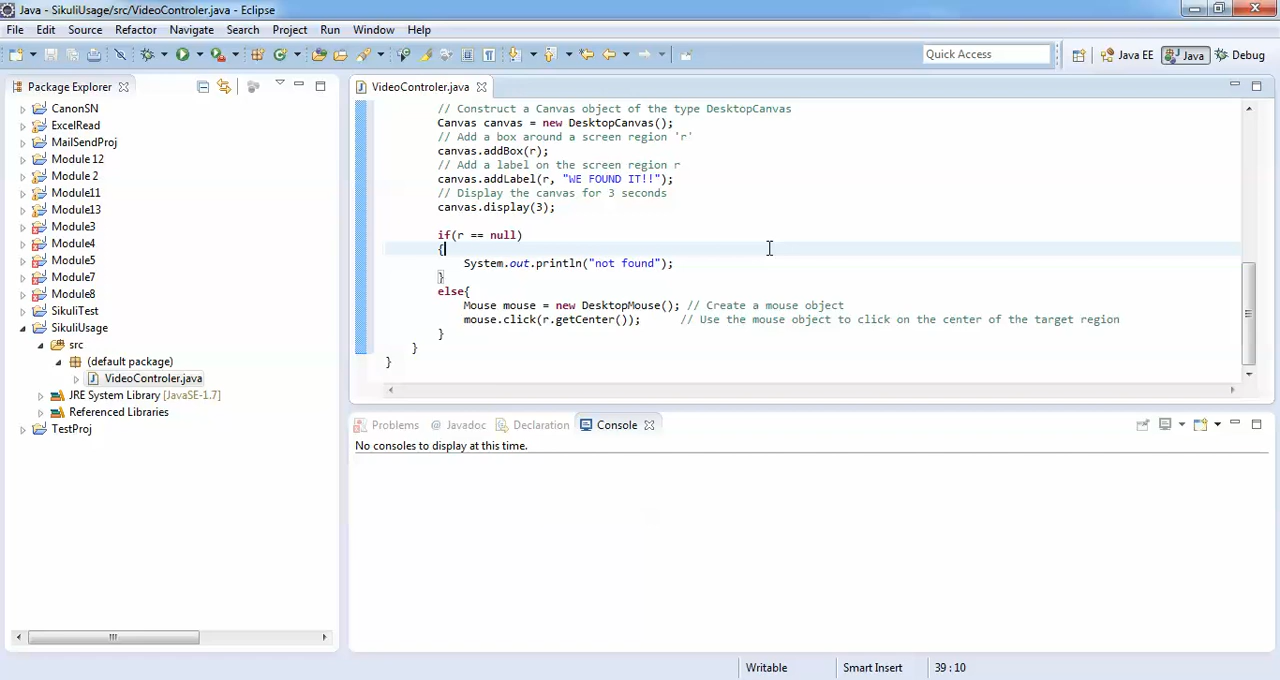 Java - SikuliUsage/src/VideoControler.java - Eclipse
File Edit Source Refactor Navigate Search Project Run Window Help
Quick Access Java EE Java Debug
Package Explorer
CanonSN
ExcelRead
MailSendProj
Module 12
Module 2
Module11
Module13
Module3
Module4
Module5
Module7
Module8
SikuliTest
SikuliUsage
src
(default package)
VideoControler.java
JRE System Library [JavaSE-1.7]
Referenced Libraries
TestProj
VideoControler.java
// Construct a Canvas object of the type DesktopCanvas
Canvas canvas = new DesktopCanvas();
// Add a box around a screen region 'r'
canvas.addBox(r);
// Add a label on the screen region r
canvas.addLabel(r, "WE FOUND IT!!");
// Display the canvas for 3 seconds
canvas.display(3);
if(r == null)
{
System.out.println("not found");
}
else{
Mouse mouse = new DesktopMouse(); // Create a mouse object
mouse.click(r.getCenter()); // Use the mouse object to click on the center of the target region
}
}
}
Problems @ Javadoc Declaration Console
No consoles to display at this time.
Writable Smart Insert 39 : 10